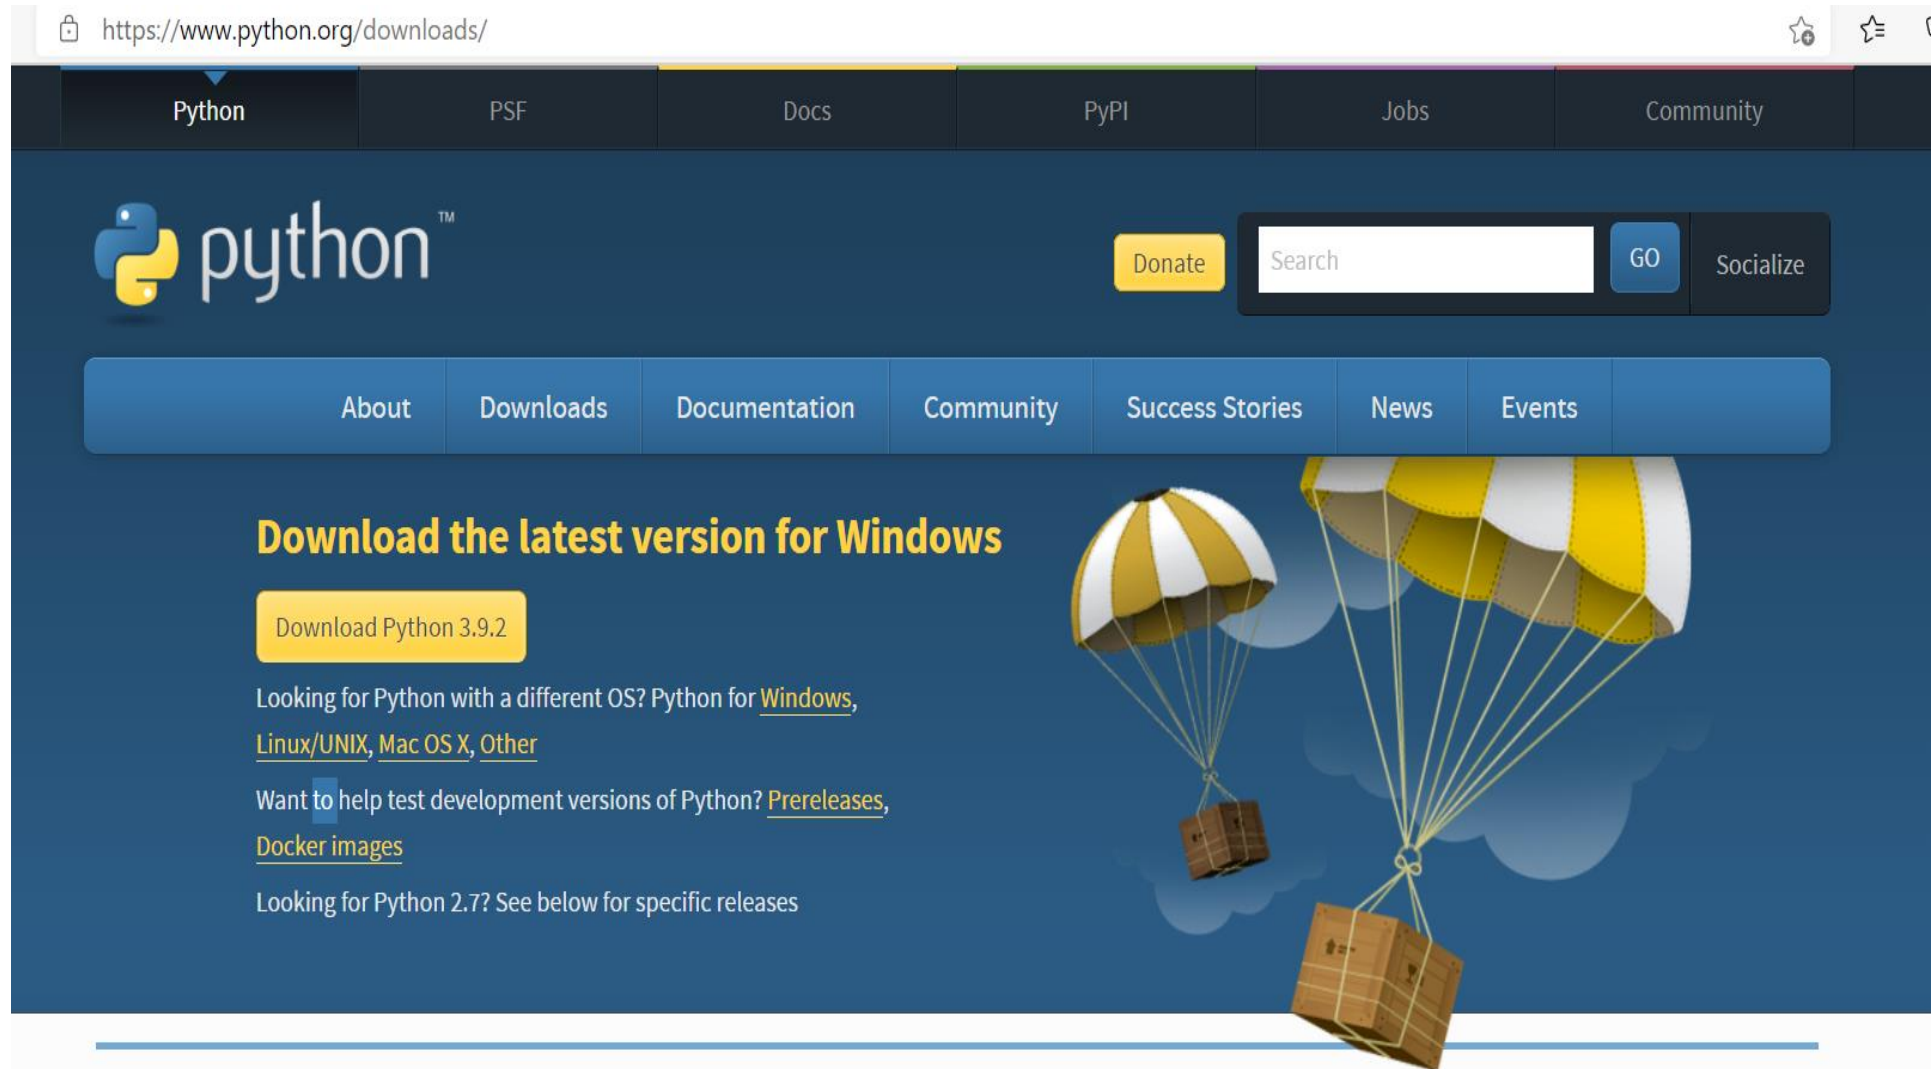 https://www.python.org/downloads/
Python PSF Docs PyPI Jobs Community
python™
Donate Search GO Socialize
About Downloads Documentation Community Success Stories News Events
Download the latest version for Windows
Download Python 3.9.2
Looking for Python with a different OS? Python for Windows,
Linux/UNIX, Mac OS X, Other
Want to help test development versions of Python? Prereleases,
Docker images
Looking for Python 2.7? See below for specific releases